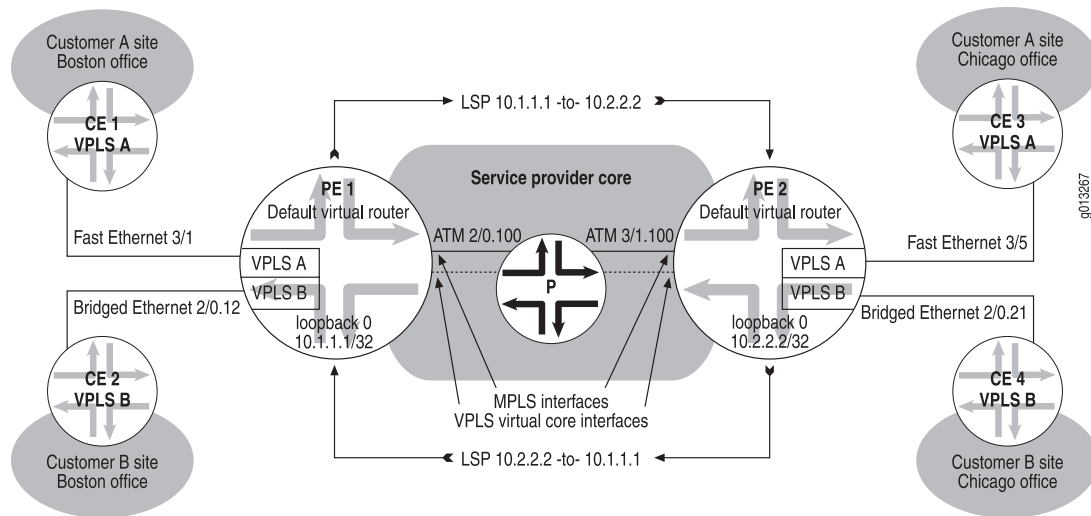 Customer A site
Boston office
CE 1
VPLS A
Fast Ethernet 3/1
Bridged Ethernet 2/0.12
CE 2
VPLS B
Customer B site
Boston office
LSP 10.1.1.1 -to- 10.2.2.2
Service provider core
PE 1
Default virtual router
VPLS A
VPLS B
loopback 0
10.1.1.1/32
ATM 2/0.100
ATM 3/1.100
P
MPLS interfaces
VPLS virtual core interfaces
LSP 10.2.2.2 -to- 10.1.1.1
PE 2
Default virtual router
VPLS A
VPLS B
loopback 0
10.2.2.2/32
Customer A site
Chicago office
CE 3
VPLS A
Fast Ethernet 3/5
Bridged Ethernet 2/0.21
CE 4
VPLS B
Customer B site
Chicago office
g013267